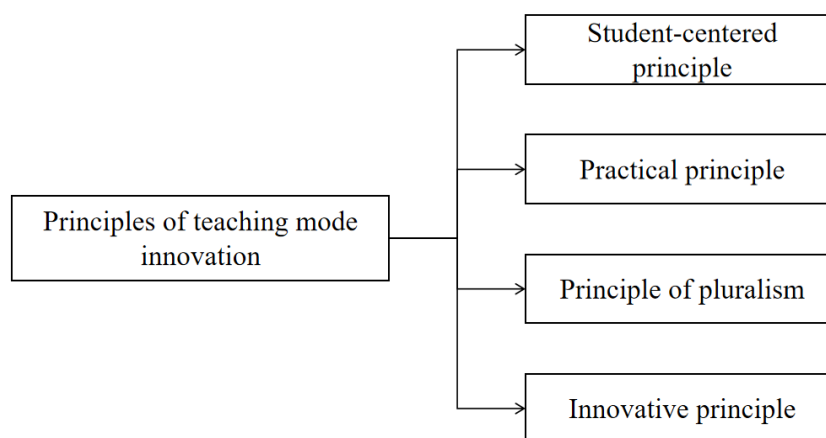 Student-centered
principle
Practical principle
Principles of teaching mode
innovation
Principle of pluralism
Innovative principle